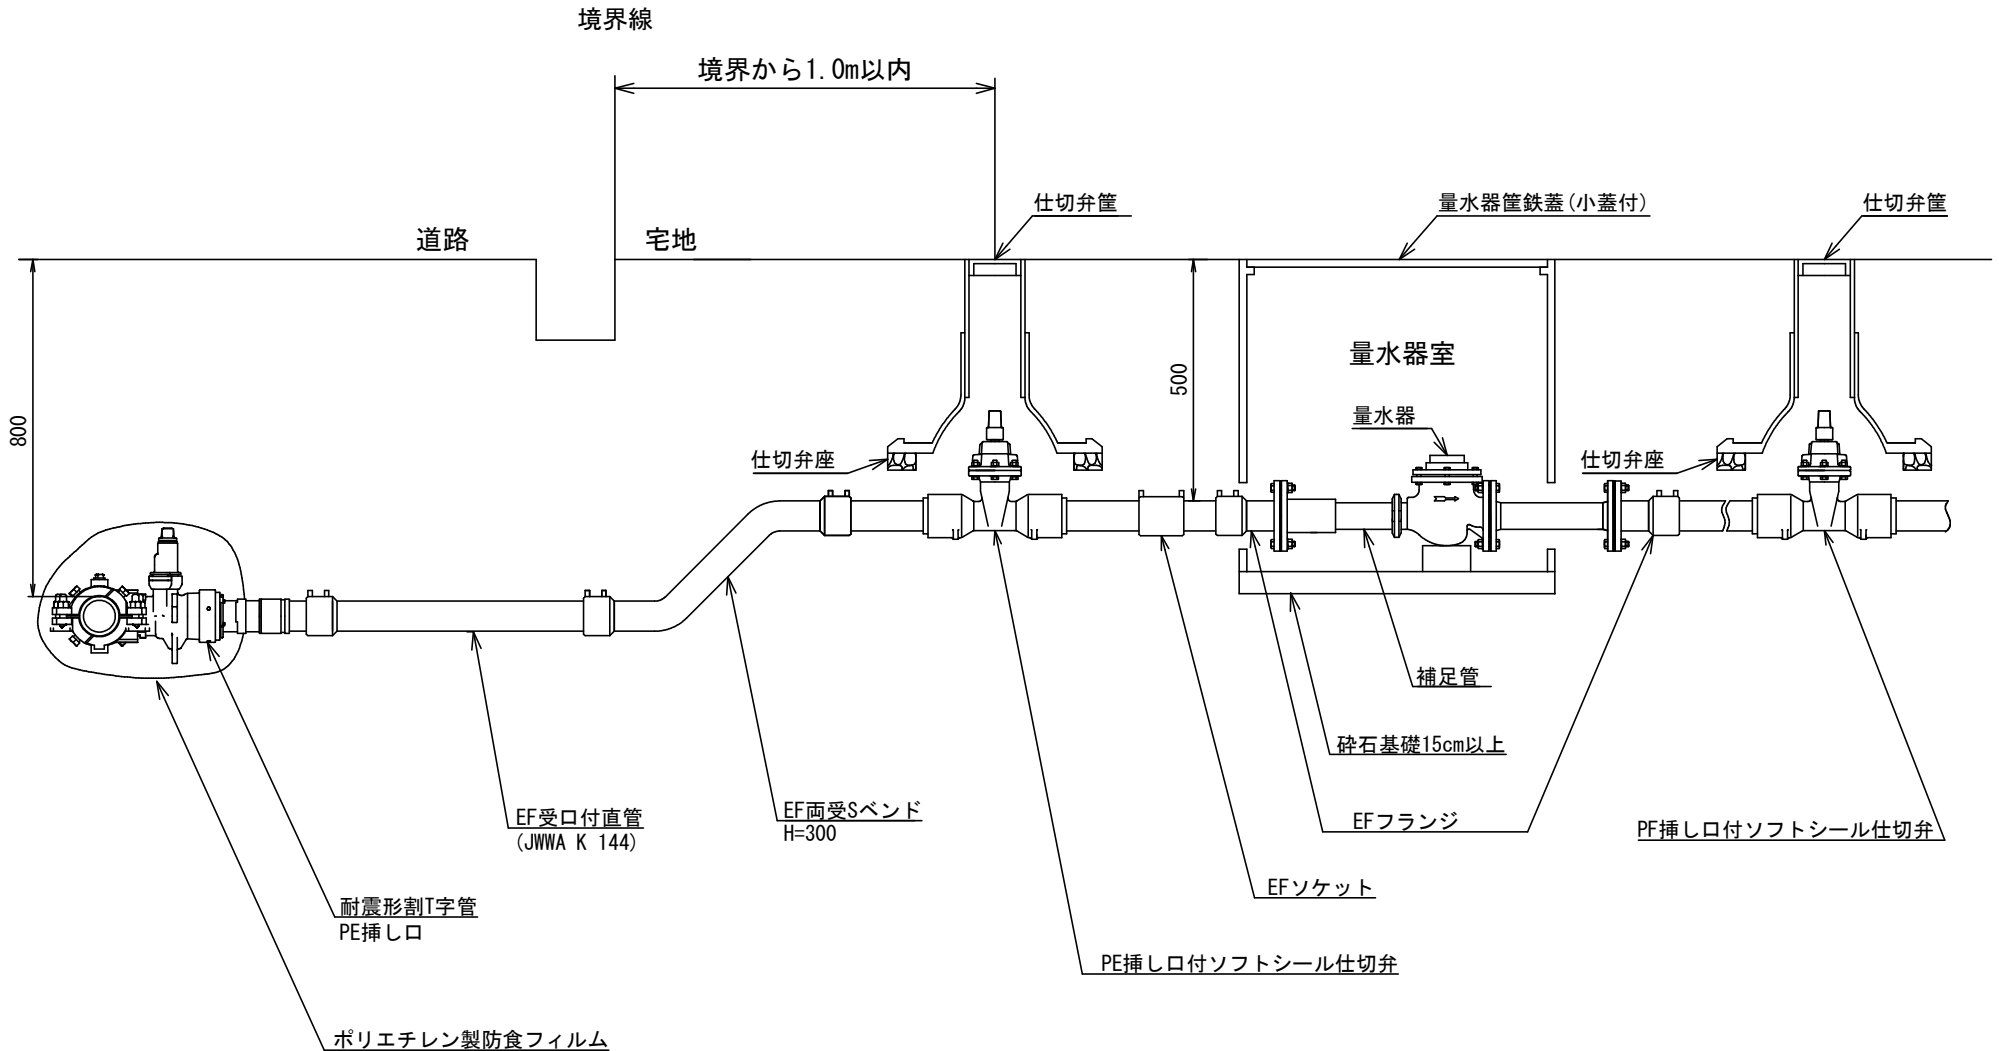 境界線
境界から1.0m以内
仕切弁筐
量水器筐鉄蓋(小蓋付)
仕切弁筐
道路
宅地
量水器室
500
800
量水器
仕切弁座
仕切弁座
補足管
砕石基礎15cm以上
EF受口付直管
(JWWA K 144)
EF両受Sベンド
H=300
EFフランジ
PF挿し口付ソフトシール仕切弁
EFソケット
耐震形割T字管
PE挿し口
PE挿し口付ソフトシール仕切弁
ポリエチレン製防食フィルム